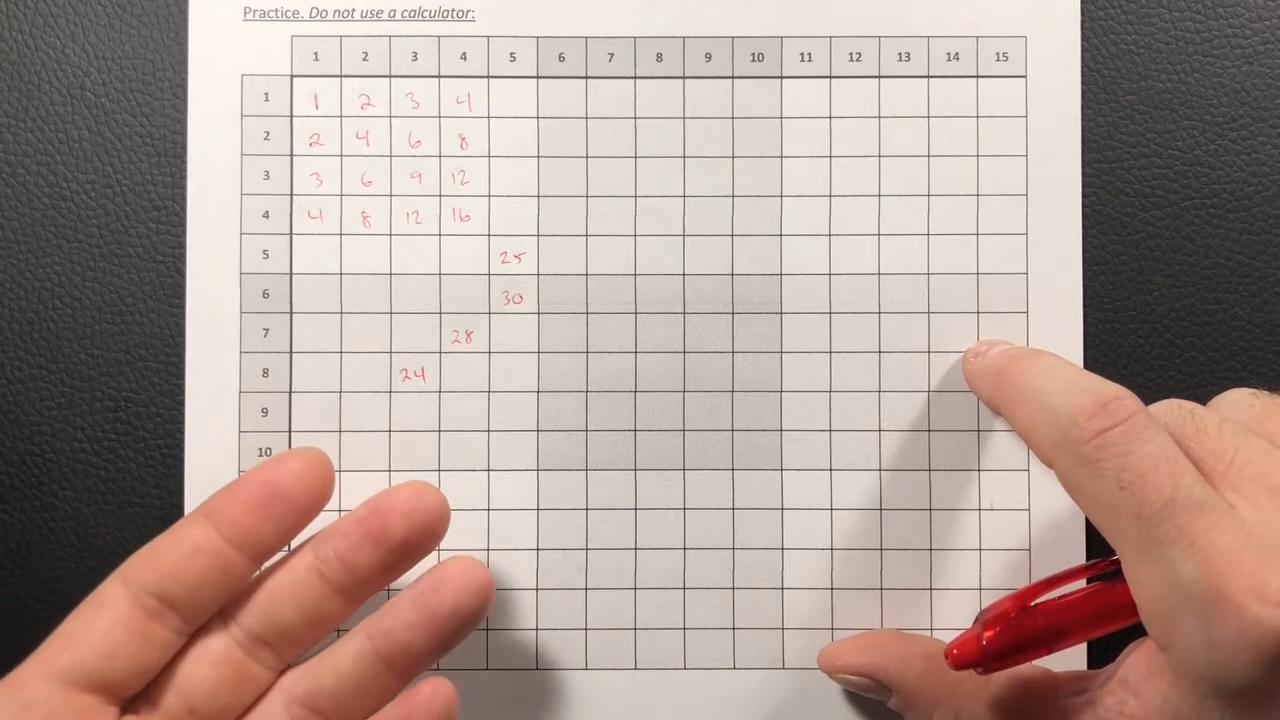 Practice. Do not use a calculator:
1 2 3 4 5 6 7 8 9 10 11 12 13 14 15
1 1 2 3 4
2 2 4 6 8
3 3 6 9 12
4 4 8 12 16
5 25
6 30
7 28
8 24
9
10